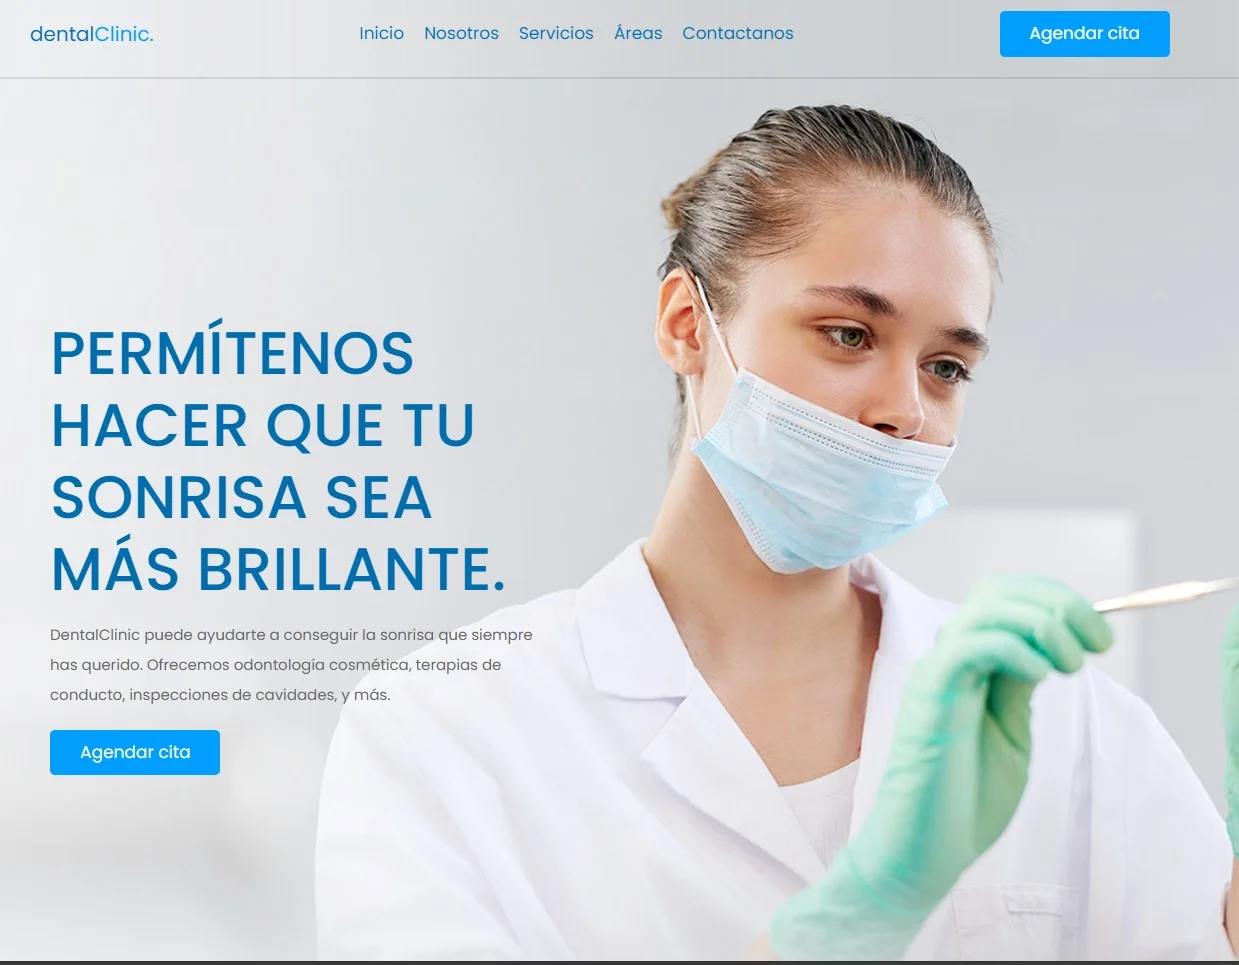 dentalClinic.
Inicio Nosotros Servicios Áreas Contactanos
Agendar cita
PERMÍTENOS
HACER QUE TU
SONRISA SEA
MÁS BRILLANTE.
DentalClinic puede ayudarte a conseguir la sonrisa que siempre
has querido. Ofrecemos odontología cosmética, terapias de
conducto, inspecciones de cavidades, y más.
Agendar cita